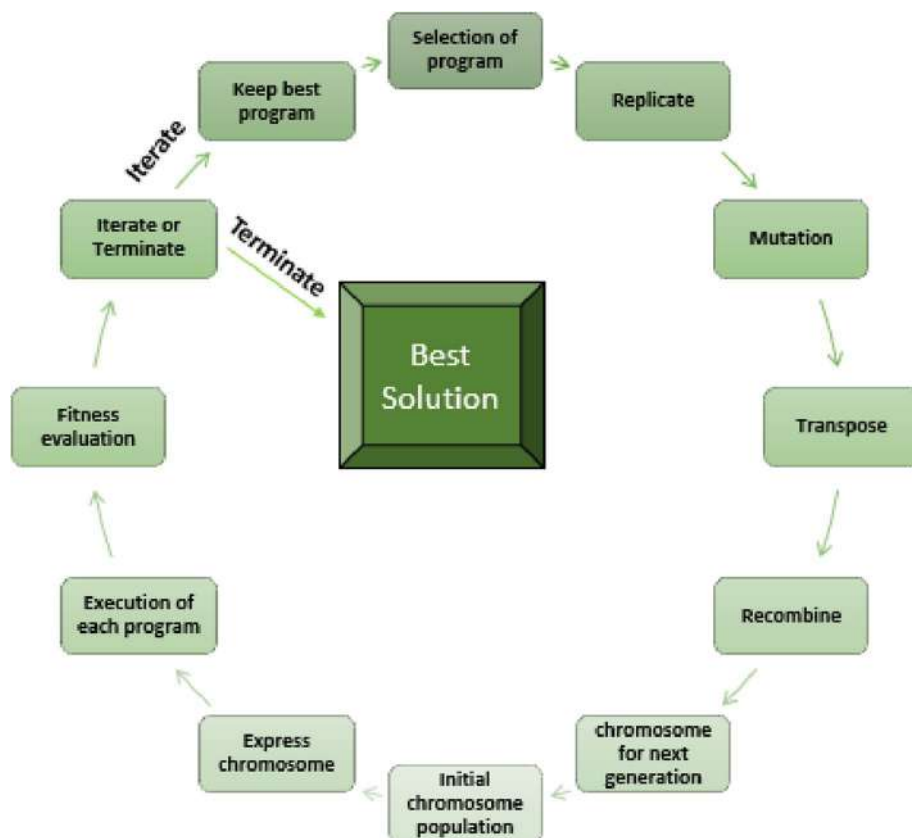 Selection of
program
Keep best
program
Replicate
Iterate
Iterate or
Terminate
Terminate
Mutation
Best
Solution
Fitness
evaluation
Transpose
Execution of
each program
Recombine
Express
chromosome
chromosome
for next
generation
Initial
chromosome
population